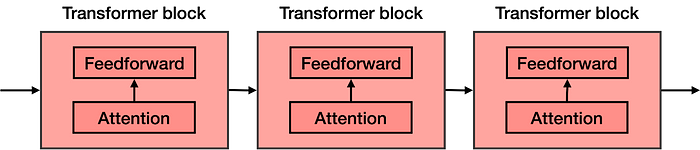 Transformer block
Transformer block
Transformer block
Feedforward
Feedforward
Feedforward
Attention
Attention
Attention